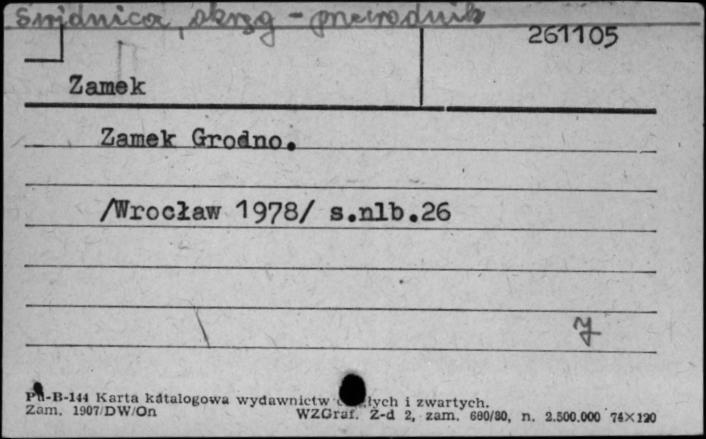 Świdnica, okręg - przewodnik
261105
Zamek
Zamek Grodno.
/Wrocław 1978/ s.nlb.26
Pu-B-144 Karta katalogowa wydawnictw ciągłych i zwartych.
Zam. 1907/DW/On WZGraf. Z-d 2, zam. 680/80, n. 2.500.000 74×120